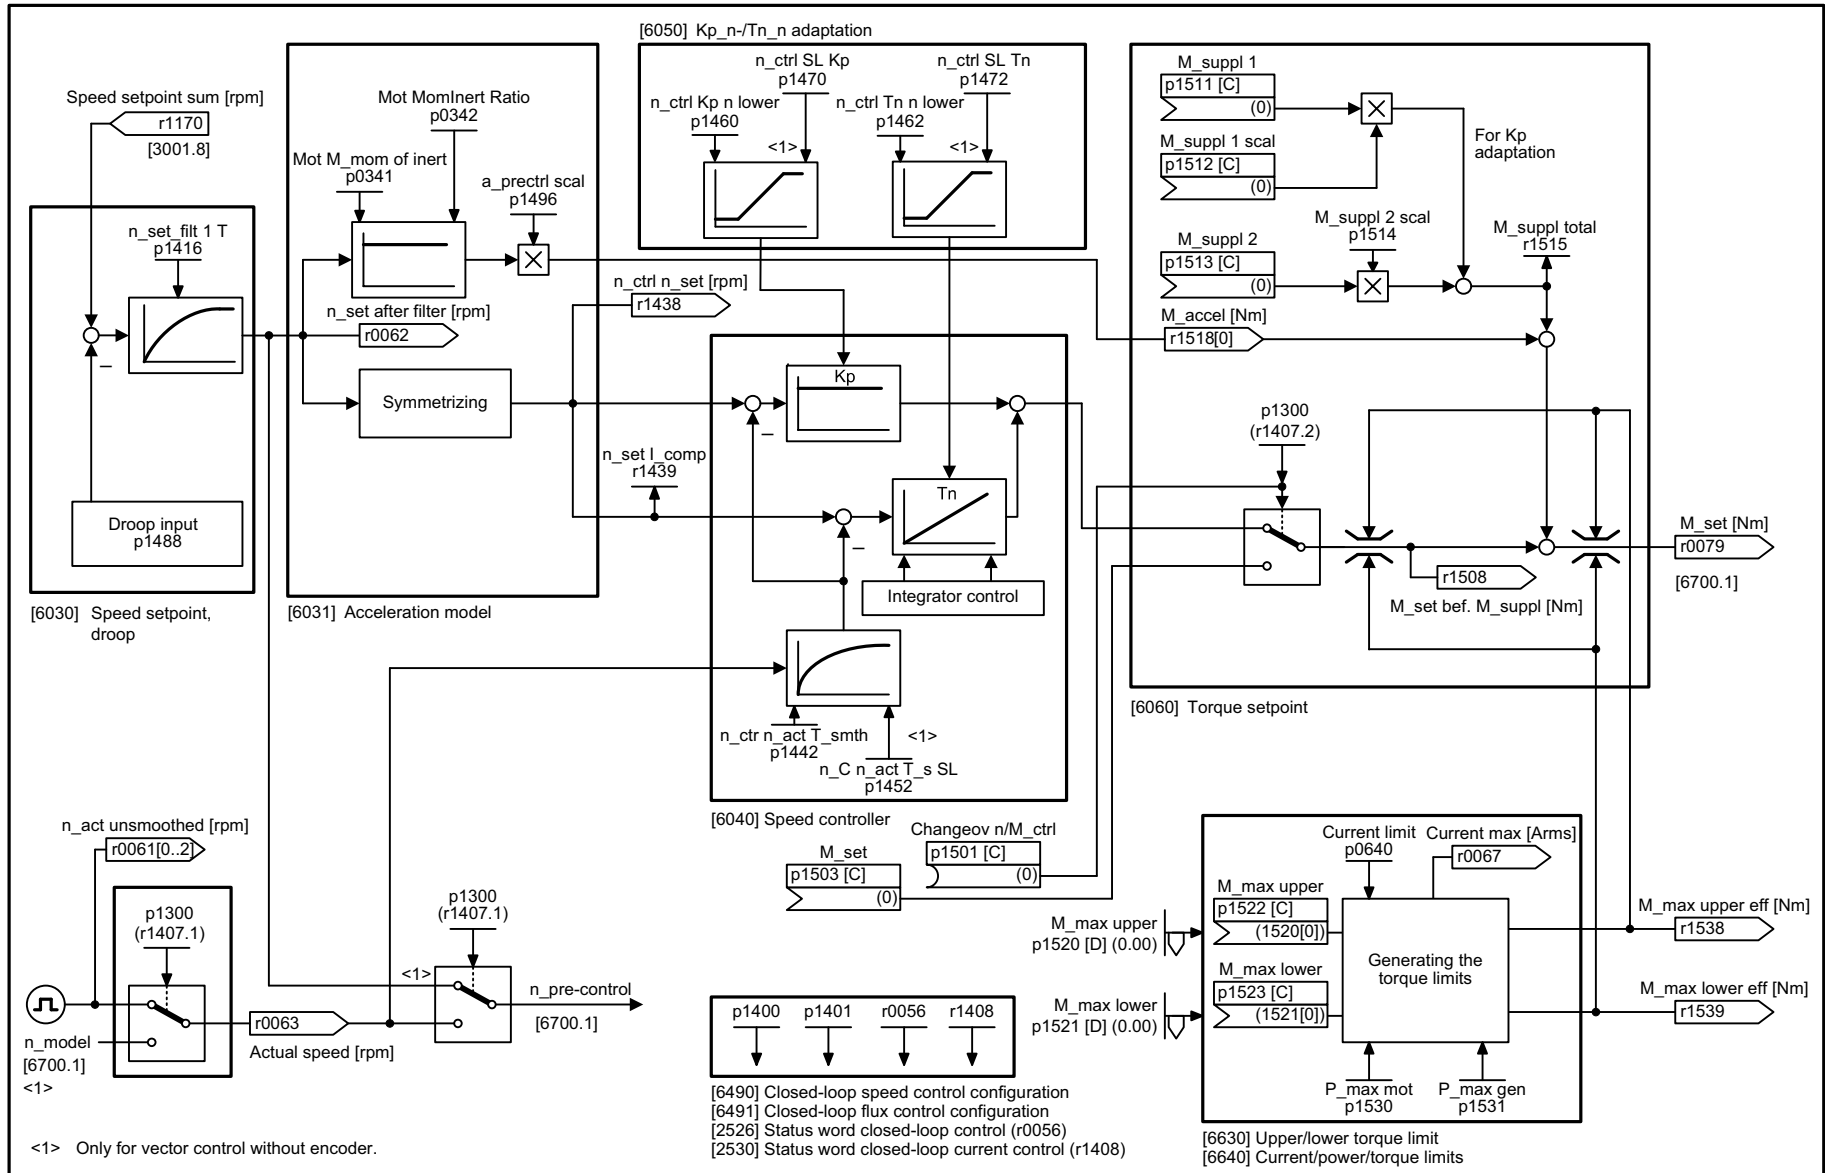 [6050] Kp_n-/Tn_n adaptation
n_ctrl SL Kp
p1470
n_ctrl SL Tn
p1472
n_ctrl Kp n lower
p1460
n_ctrl Tn n lower
p1462
<1>
<1>
Speed setpoint sum [rpm]
r1170
[3001.8]
Mot MomInert Ratio
p0342
Mot M_mom of inert
p0341
a_prectrl scal
p1496
n_set_filt 1 T
p1416
n_set after filter [rpm]
r0062
n_ctrl n_set [rpm]
r1438
Symmetrizing
Droop input
p1488
–
[6030] Speed setpoint,
droop
[6031] Acceleration model
n_set I_comp
r1439
Kp
–
Tn
–
Integrator control
n_ctr n_act T_smth
p1442
<1>
n_C n_act T_s SL
p1452
[6040] Speed controller
M_suppl 1
p1511 [C]
(0)
M_suppl 1 scal
p1512 [C]
(0)
For Kp
adaptation
M_suppl 2
p1513 [C]
(0)
M_suppl 2 scal
p1514
M_suppl total
r1515
M_accel [Nm]
r1518[0]
p1300
(r1407.2)
r1508
M_set bef. M_suppl [Nm]
M_set [Nm]
r0079
[6700.1]
[6060] Torque setpoint
n_act unsmoothed [rpm]
r0061[0..2]
p1300
(r1407.1)
n_model
[6700.1]
<1>
r0063
Actual speed [rpm]
p1300
(r1407.1)
<1>
n_pre-control
[6700.1]
M_set
p1503 [C]
(0)
Changeov n/M_ctrl
p1501 [C]
(0)
p1400
p1401
r0056
r1408
[6490] Closed-loop speed control configuration
[6491] Closed-loop flux control configuration
[2526] Status word closed-loop control (r0056)
[2530] Status word closed-loop current control (r1408)
M_max upper
p1520 [D] (0.00)
M_max lower
p1521 [D] (0.00)
Current limit
p0640
Current max [Arms]
r0067
M_max upper
p1522 [C]
(1520[0])
M_max lower
p1523 [C]
(1521[0])
Generating the
torque limits
P_max mot
p1530
P_max gen
p1531
M_max upper eff [Nm]
r1538
M_max lower eff [Nm]
r1539
[6630] Upper/lower torque limit
[6640] Current/power/torque limits
<1> Only for vector control without encoder.